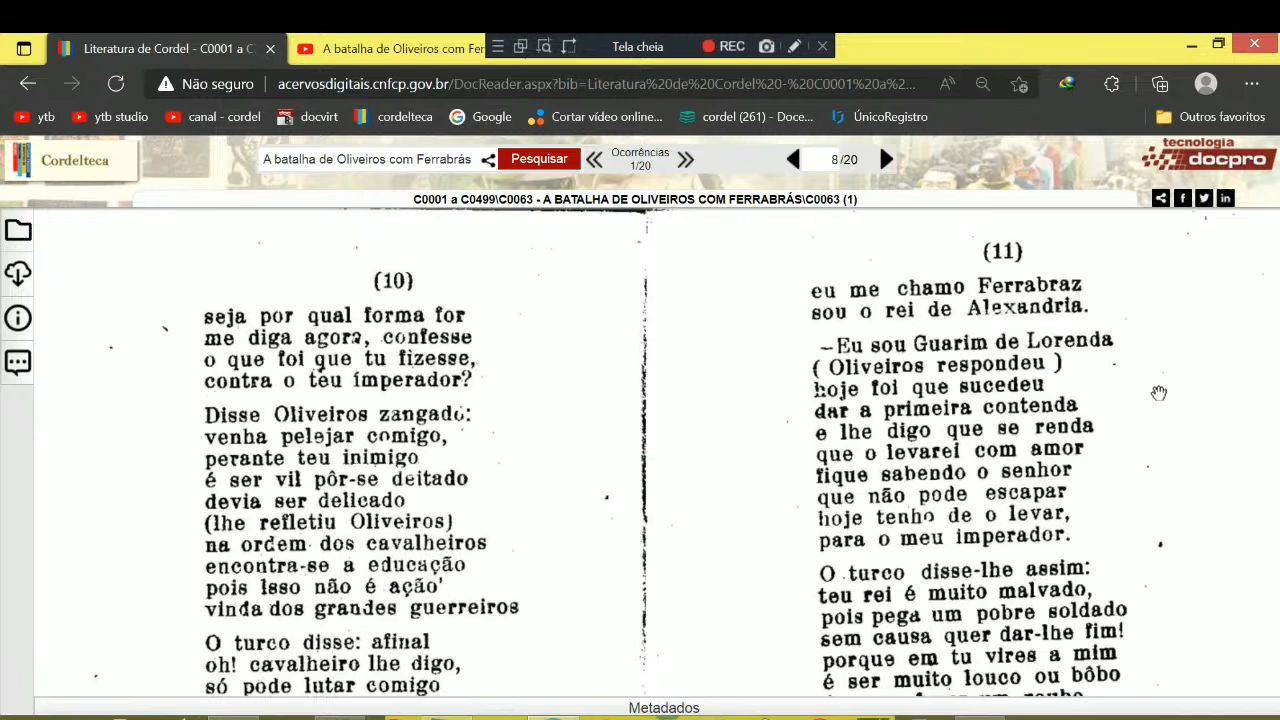 Literatura de Cordel - C0001 a C
A batalha de Oliveiros com Fer
Tela cheia
REC
Não seguro
acervosdigitais.cnfcp.gov.br/DocReader.aspx?bib=Literatura%20de%20Cordel%20-%20C0001%20a%2...
ytb
ytb studio
canal - cordel
docvirt
cordelteca
Google
Cortar vídeo online...
cordel (261) - Doce...
ÚnicoRegistro
Outros favoritos
Cordelteca
A batalha de Oliveiros com Ferrabrás
Pesquisar
Ocorrências
1/20
8/20
tecnologia
docpro
C0001 a C0499\C0063 - A BATALHA DE OLIVEIROS COM FERRABRÁS\C0063 (1)
(10)
seja por qual forma for
me diga agora, confesse
o que foi que tu fizesse,
contra o teu imperador?
Disse Oliveiros zangado:
venha pelejar comigo,
perante teu inimigo
é ser vil pôr-se deitado
devia ser delicado
(lhe refletiu Oliveiros)
na ordem dos cavalheiros
encontra-se a educação
pois isso não é ação'
vinda dos grandes guerreiros
O turco disse: afinal
oh! cavalheiro lhe digo,
só pode lutar comigo
(11)
eu me chamo Ferrabraz
sou o rei de Alexandria.
—Eu sou Guarim de Lorenda
( Oliveiros respondeu )
hoje foi que sucedeu
dar a primeira contenda
e lhe digo que se renda
que o levarei com amor
fique sabendo o senhor
que não pode escapar
hoje tenho de o levar,
para o meu imperador.
O turco disse-lhe assim:
teu rei é muito malvado,
pois pega um pobre soldado
sem causa quer dar-lhe fim!
porque em tu vires a mim
é ser muito louco ou bôbo
Metadados